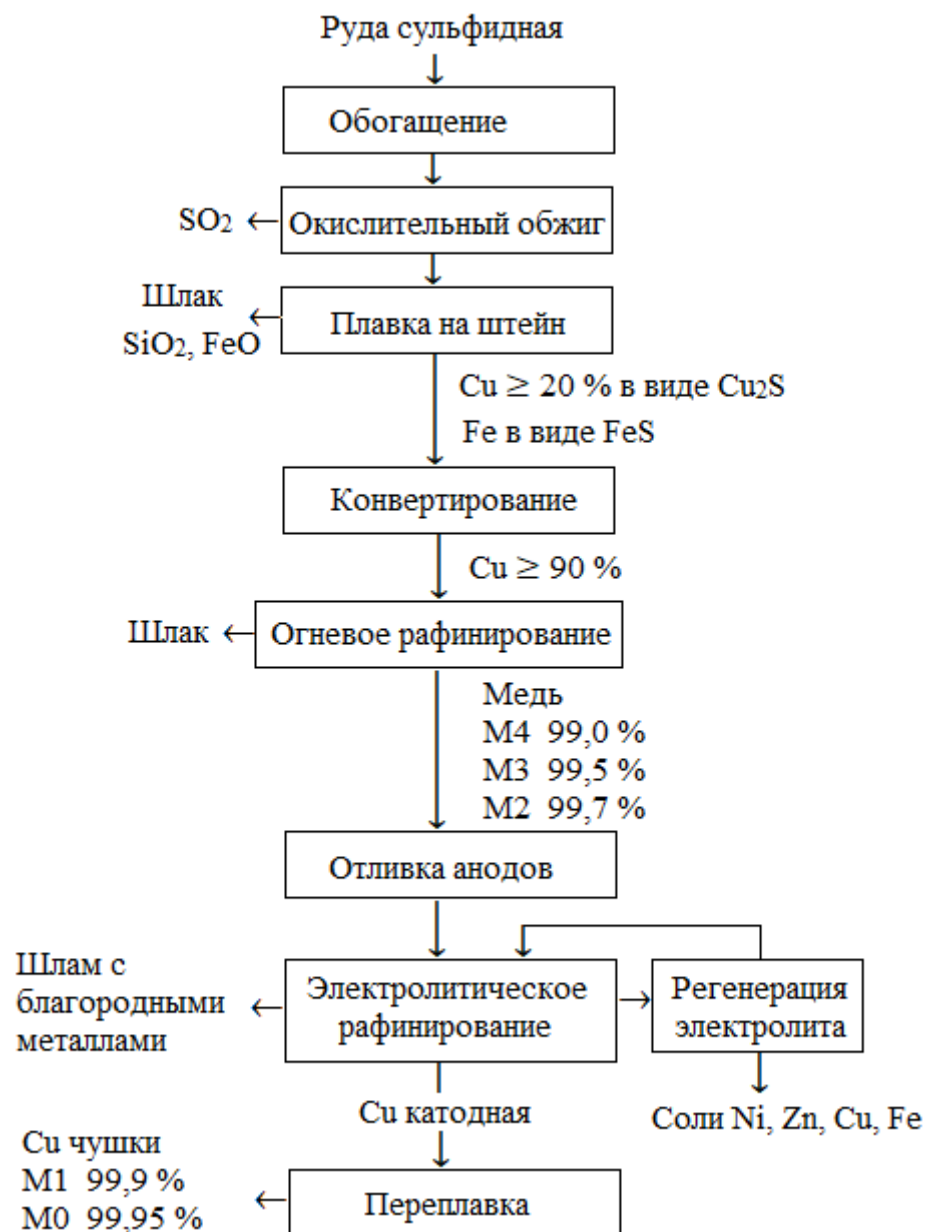 Руда сульфидная
Обогащение
SO2
Окислительный обжиг
Шлак
SiO2, FeO
Плавка на штейн
Cu ≥ 20 % в виде Cu2S
Fe в виде FeS
Конвертирование
Cu ≥ 90 %
Шлак
Огневое рафинирование
Медь
М4 99,0 %
М3 99,5 %
М2 99,7 %
Отливка анодов
Шлам с
благородными
металлами
Электролитическое
рафинирование
Регенерация
электролита
Cu катодная
Соли Ni, Zn, Cu, Fe
Cu чушки
М1 99,9 %
М0 99,95 %
Переплавка